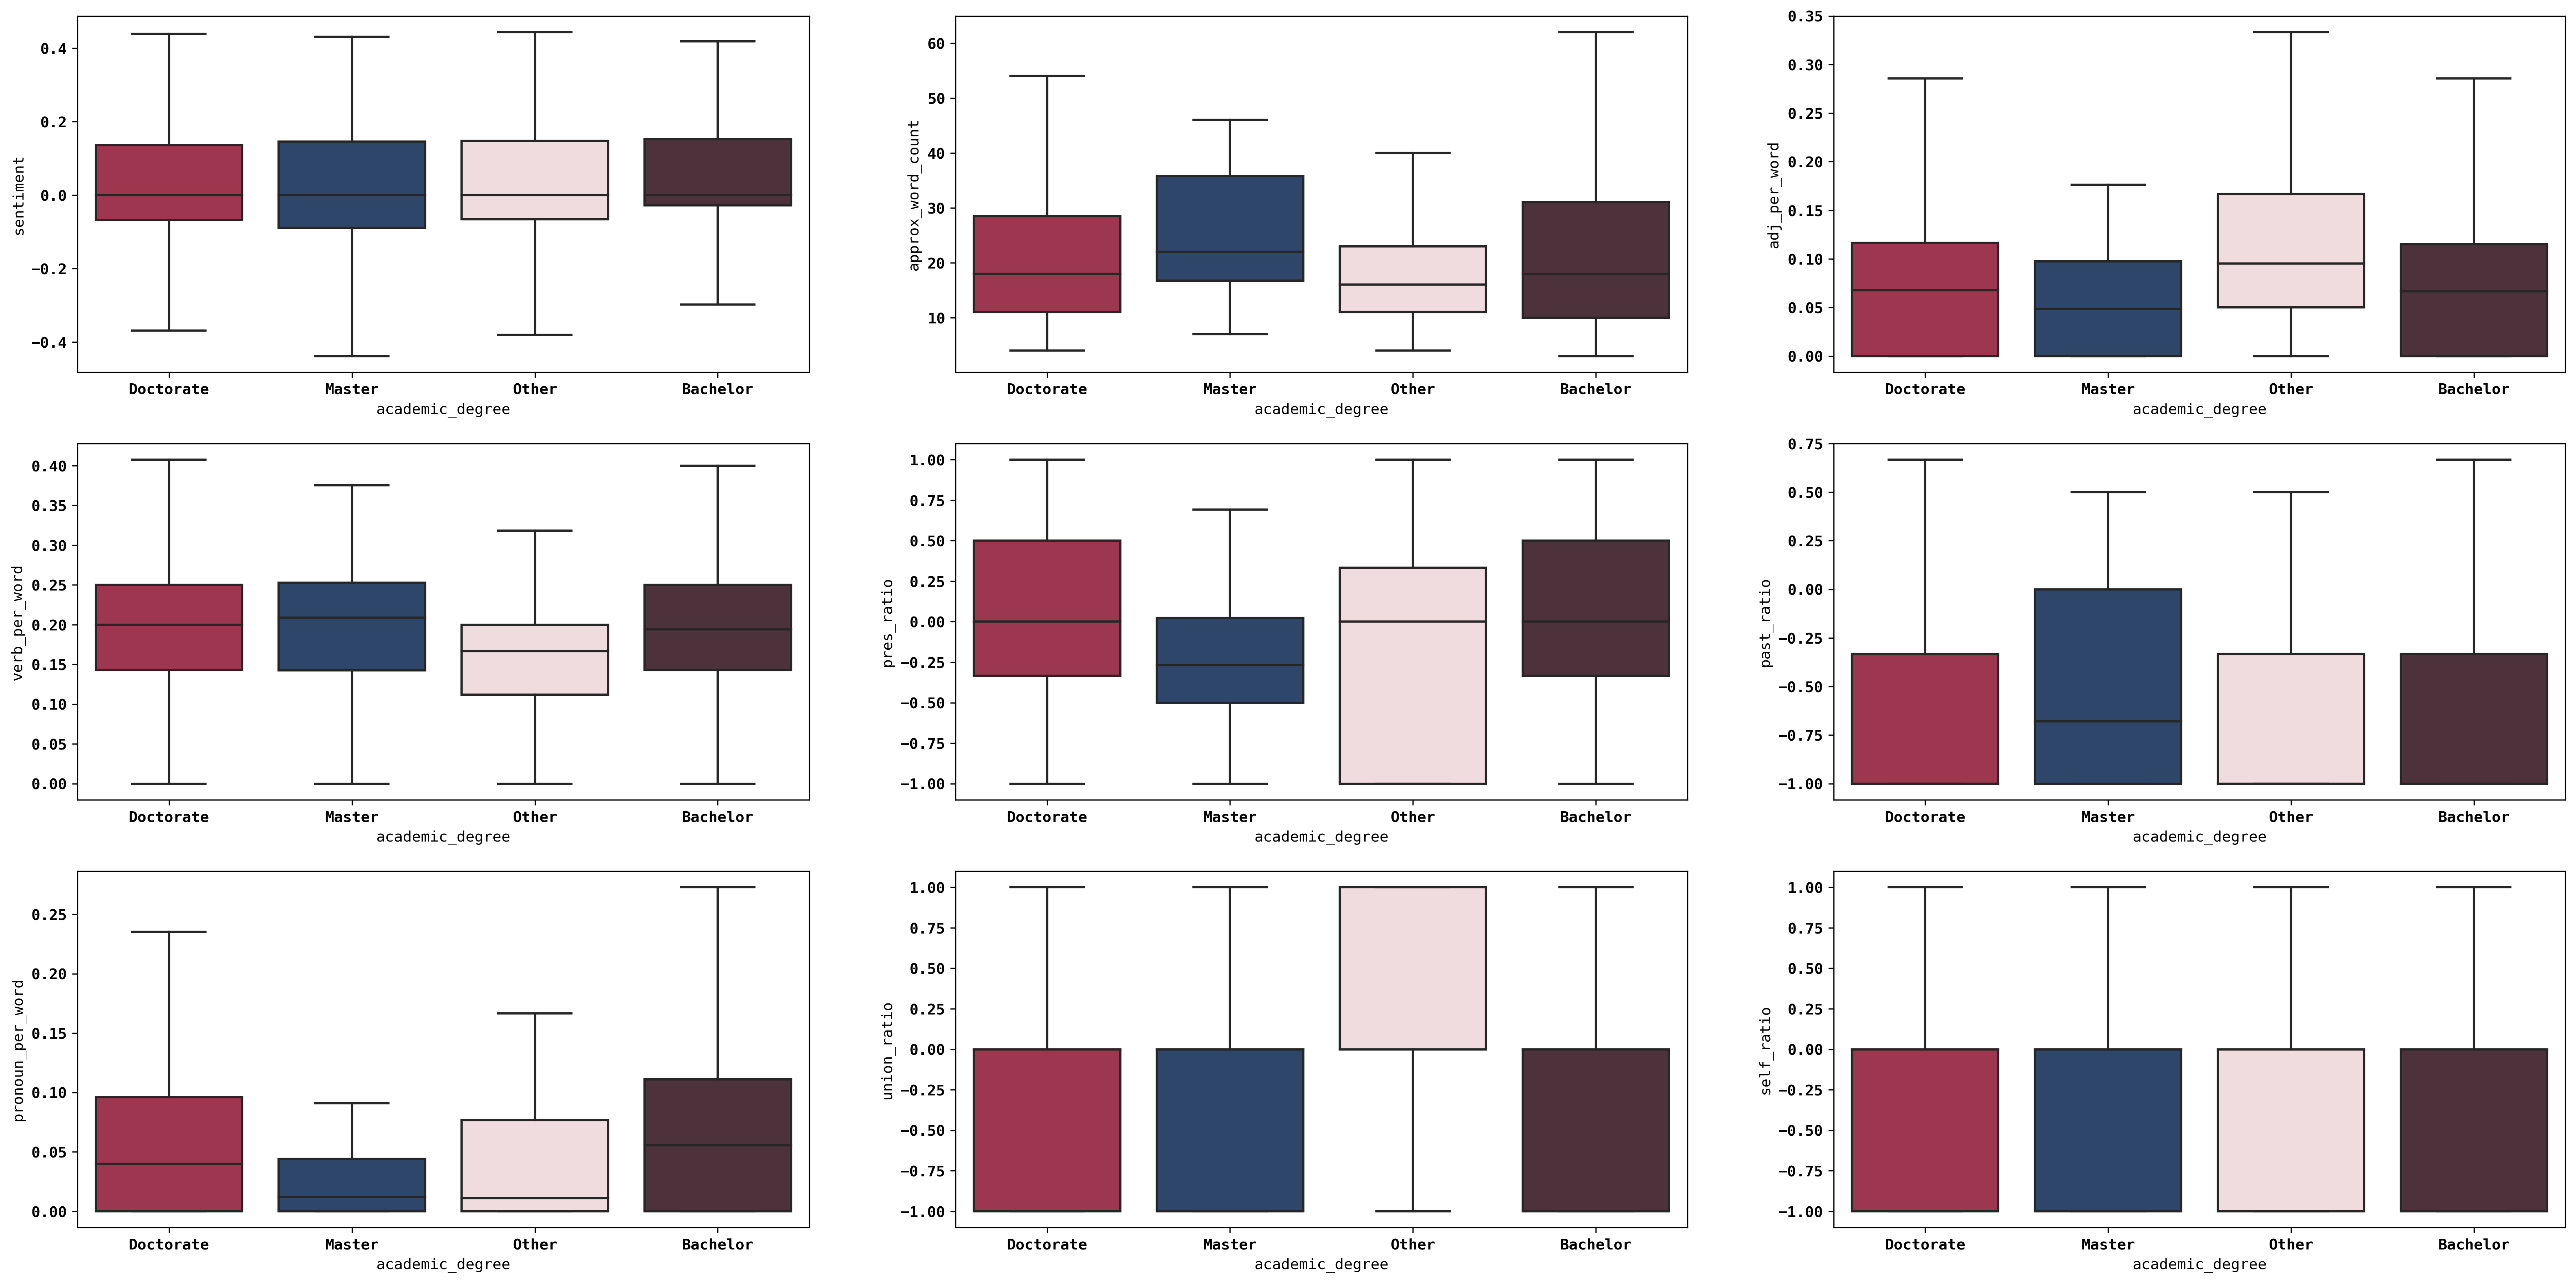 sentiment
0.4
0.2
0.0
−0.2
−0.4
Doctorate Master Other Bachelor
academic_degree
approx_word_count
60
50
40
30
20
10
Doctorate Master Other Bachelor
academic_degree
adj_per_word
0.35
0.30
0.25
0.20
0.15
0.10
0.05
0.00
Doctorate Master Other Bachelor
academic_degree
verb_per_word
0.40
0.35
0.30
0.25
0.20
0.15
0.10
0.05
0.00
Doctorate Master Other Bachelor
academic_degree
pres_ratio
1.00
0.75
0.50
0.25
0.00
−0.25
−0.50
−0.75
−1.00
Doctorate Master Other Bachelor
academic_degree
past_ratio
0.75
0.50
0.25
0.00
−0.25
−0.50
−0.75
−1.00
Doctorate Master Other Bachelor
academic_degree
pronoun_per_word
0.25
0.20
0.15
0.10
0.05
0.00
Doctorate Master Other Bachelor
academic_degree
union_ratio
1.00
0.75
0.50
0.25
0.00
−0.25
−0.50
−0.75
−1.00
Doctorate Master Other Bachelor
academic_degree
self_ratio
1.00
0.75
0.50
0.25
0.00
−0.25
−0.50
−0.75
−1.00
Doctorate Master Other Bachelor
academic_degree